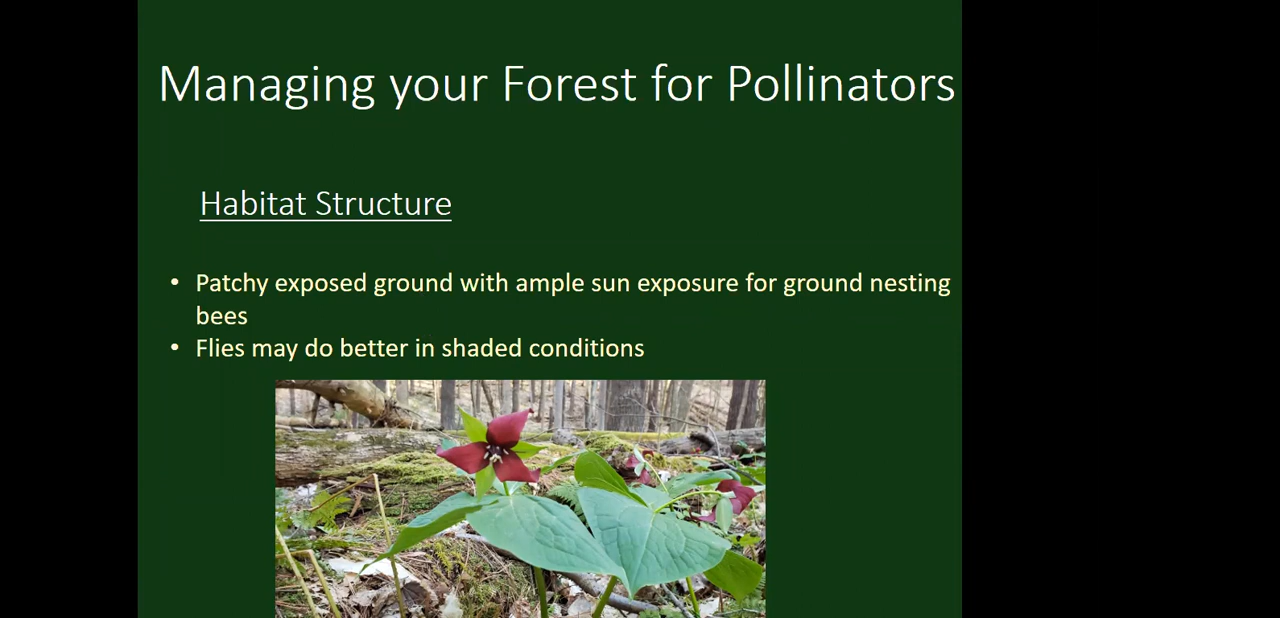 Managing your Forest for Pollinators
Habitat Structure
• Patchy exposed ground with ample sun exposure for ground nesting
bees
• Flies may do better in shaded conditions